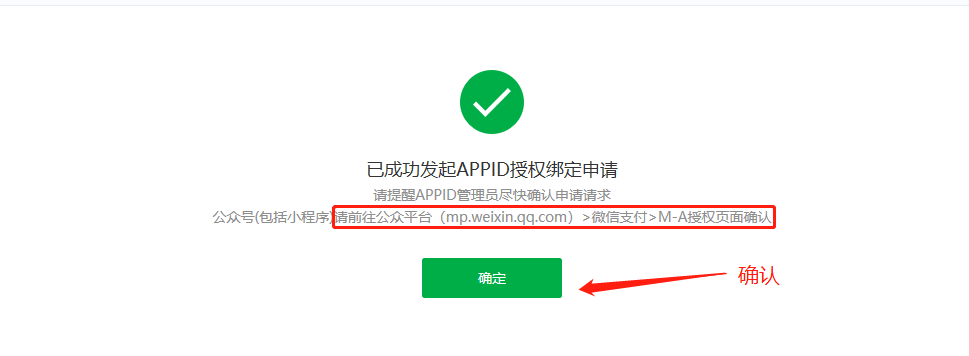 已成功发起APPID授权绑定申请
请提醒APPID管理员尽快确认申请请求
公众号(包括小程序)请前往公众平台（mp.weixin.qq.com）>微信支付>M-A授权页面确认
确定
确认